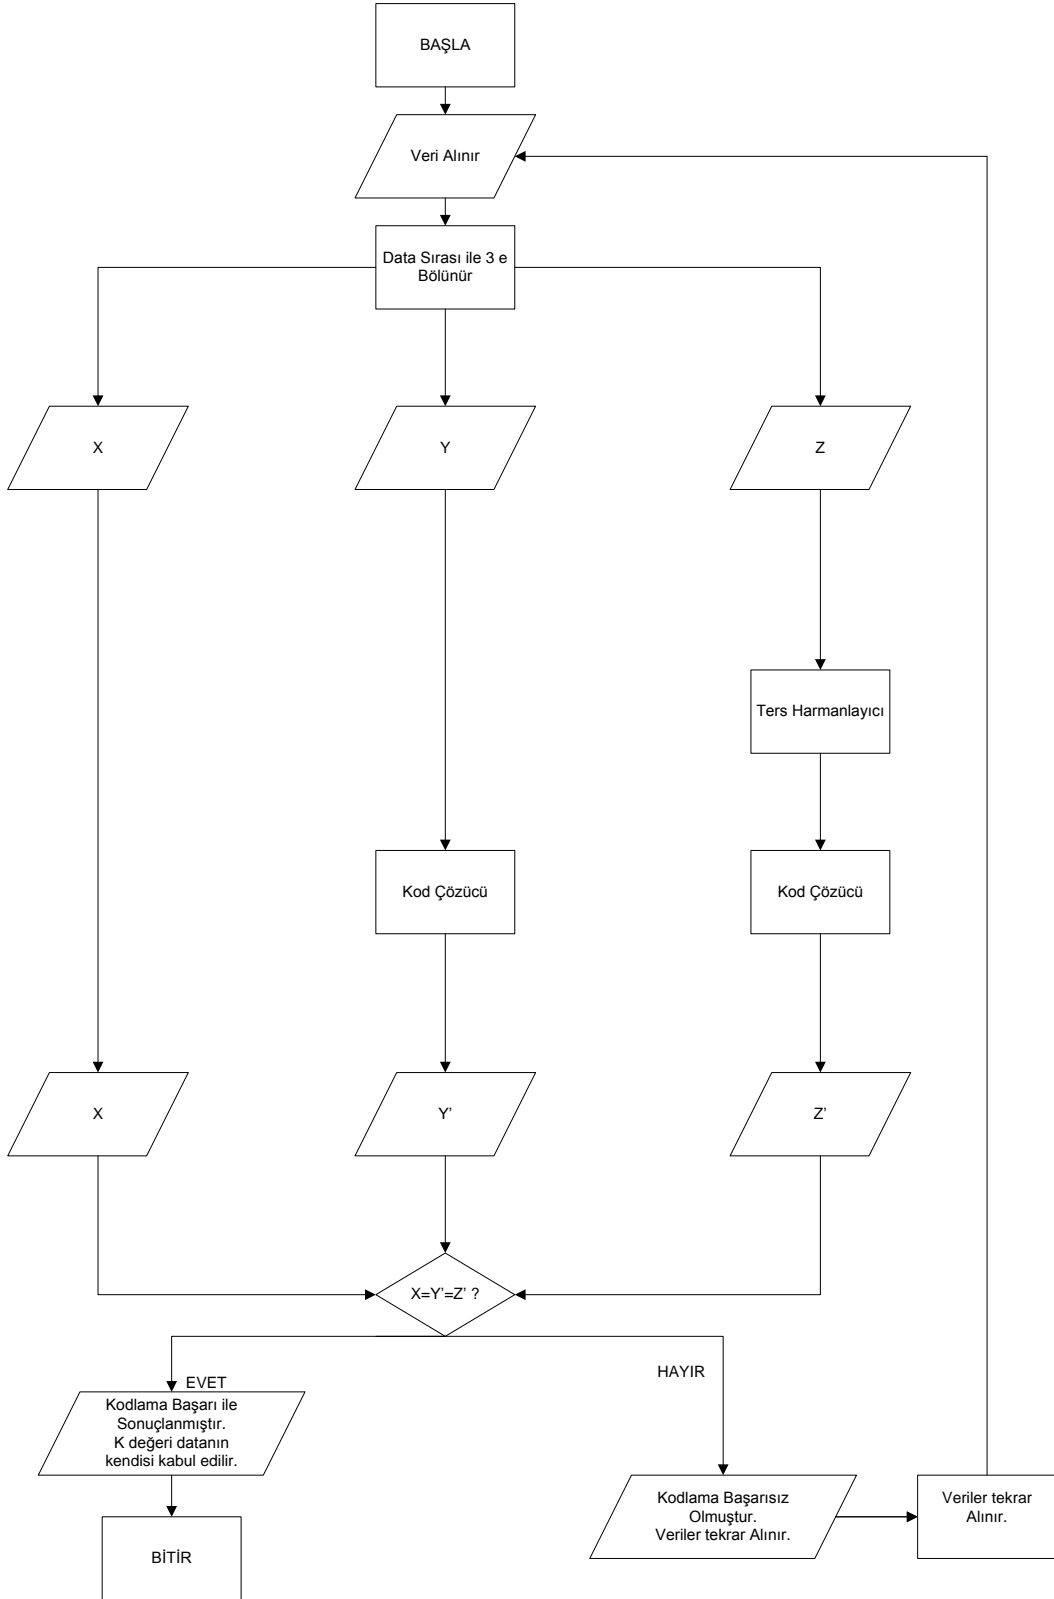 BAŞLA
Veri Alınır
Data Sırası ile 3 e
Bölünür
X
Y
Z
Ters Harmanlayıcı
Kod Çözücü
Kod Çözücü
X
Y'
Z'
X=Y'=Z' ?
EVET
HAYIR
Kodlama Başarı ile
Sonuçlanmıştır.
K değeri datanın
kendisi kabul edilir.
Kodlama Başarısız
Olmuştur.
Veriler tekrar Alınır.
Veriler tekrar
Alınır.
BİTİR